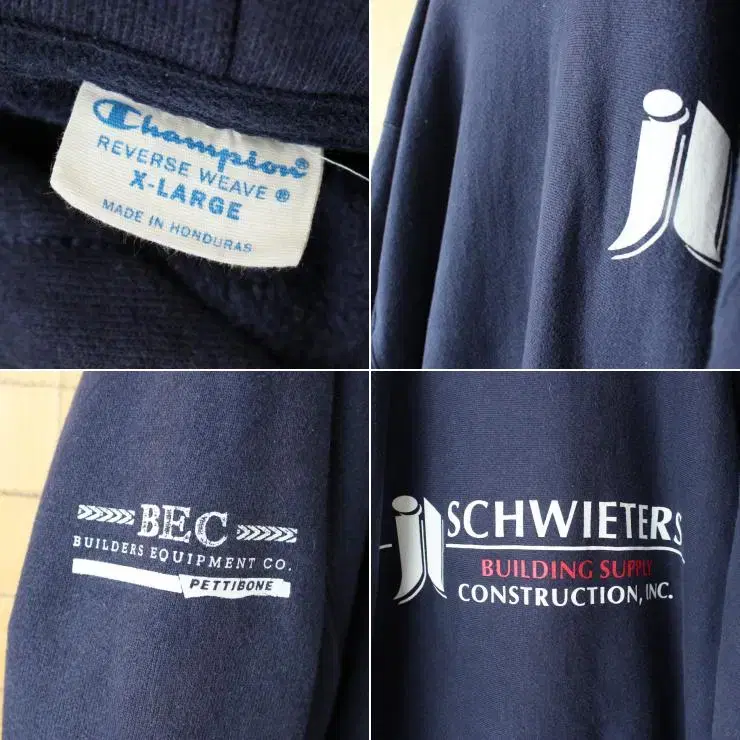 Champion®
REVERSE WEAVE ®
X-LARGE
MADE IN HONDURAS
BEC
BUILDERS EQUIPMENT CO.
PETTIBONE
SCHWIETERS
BUILDING SUPPLY
CONSTRUCTION, INC.